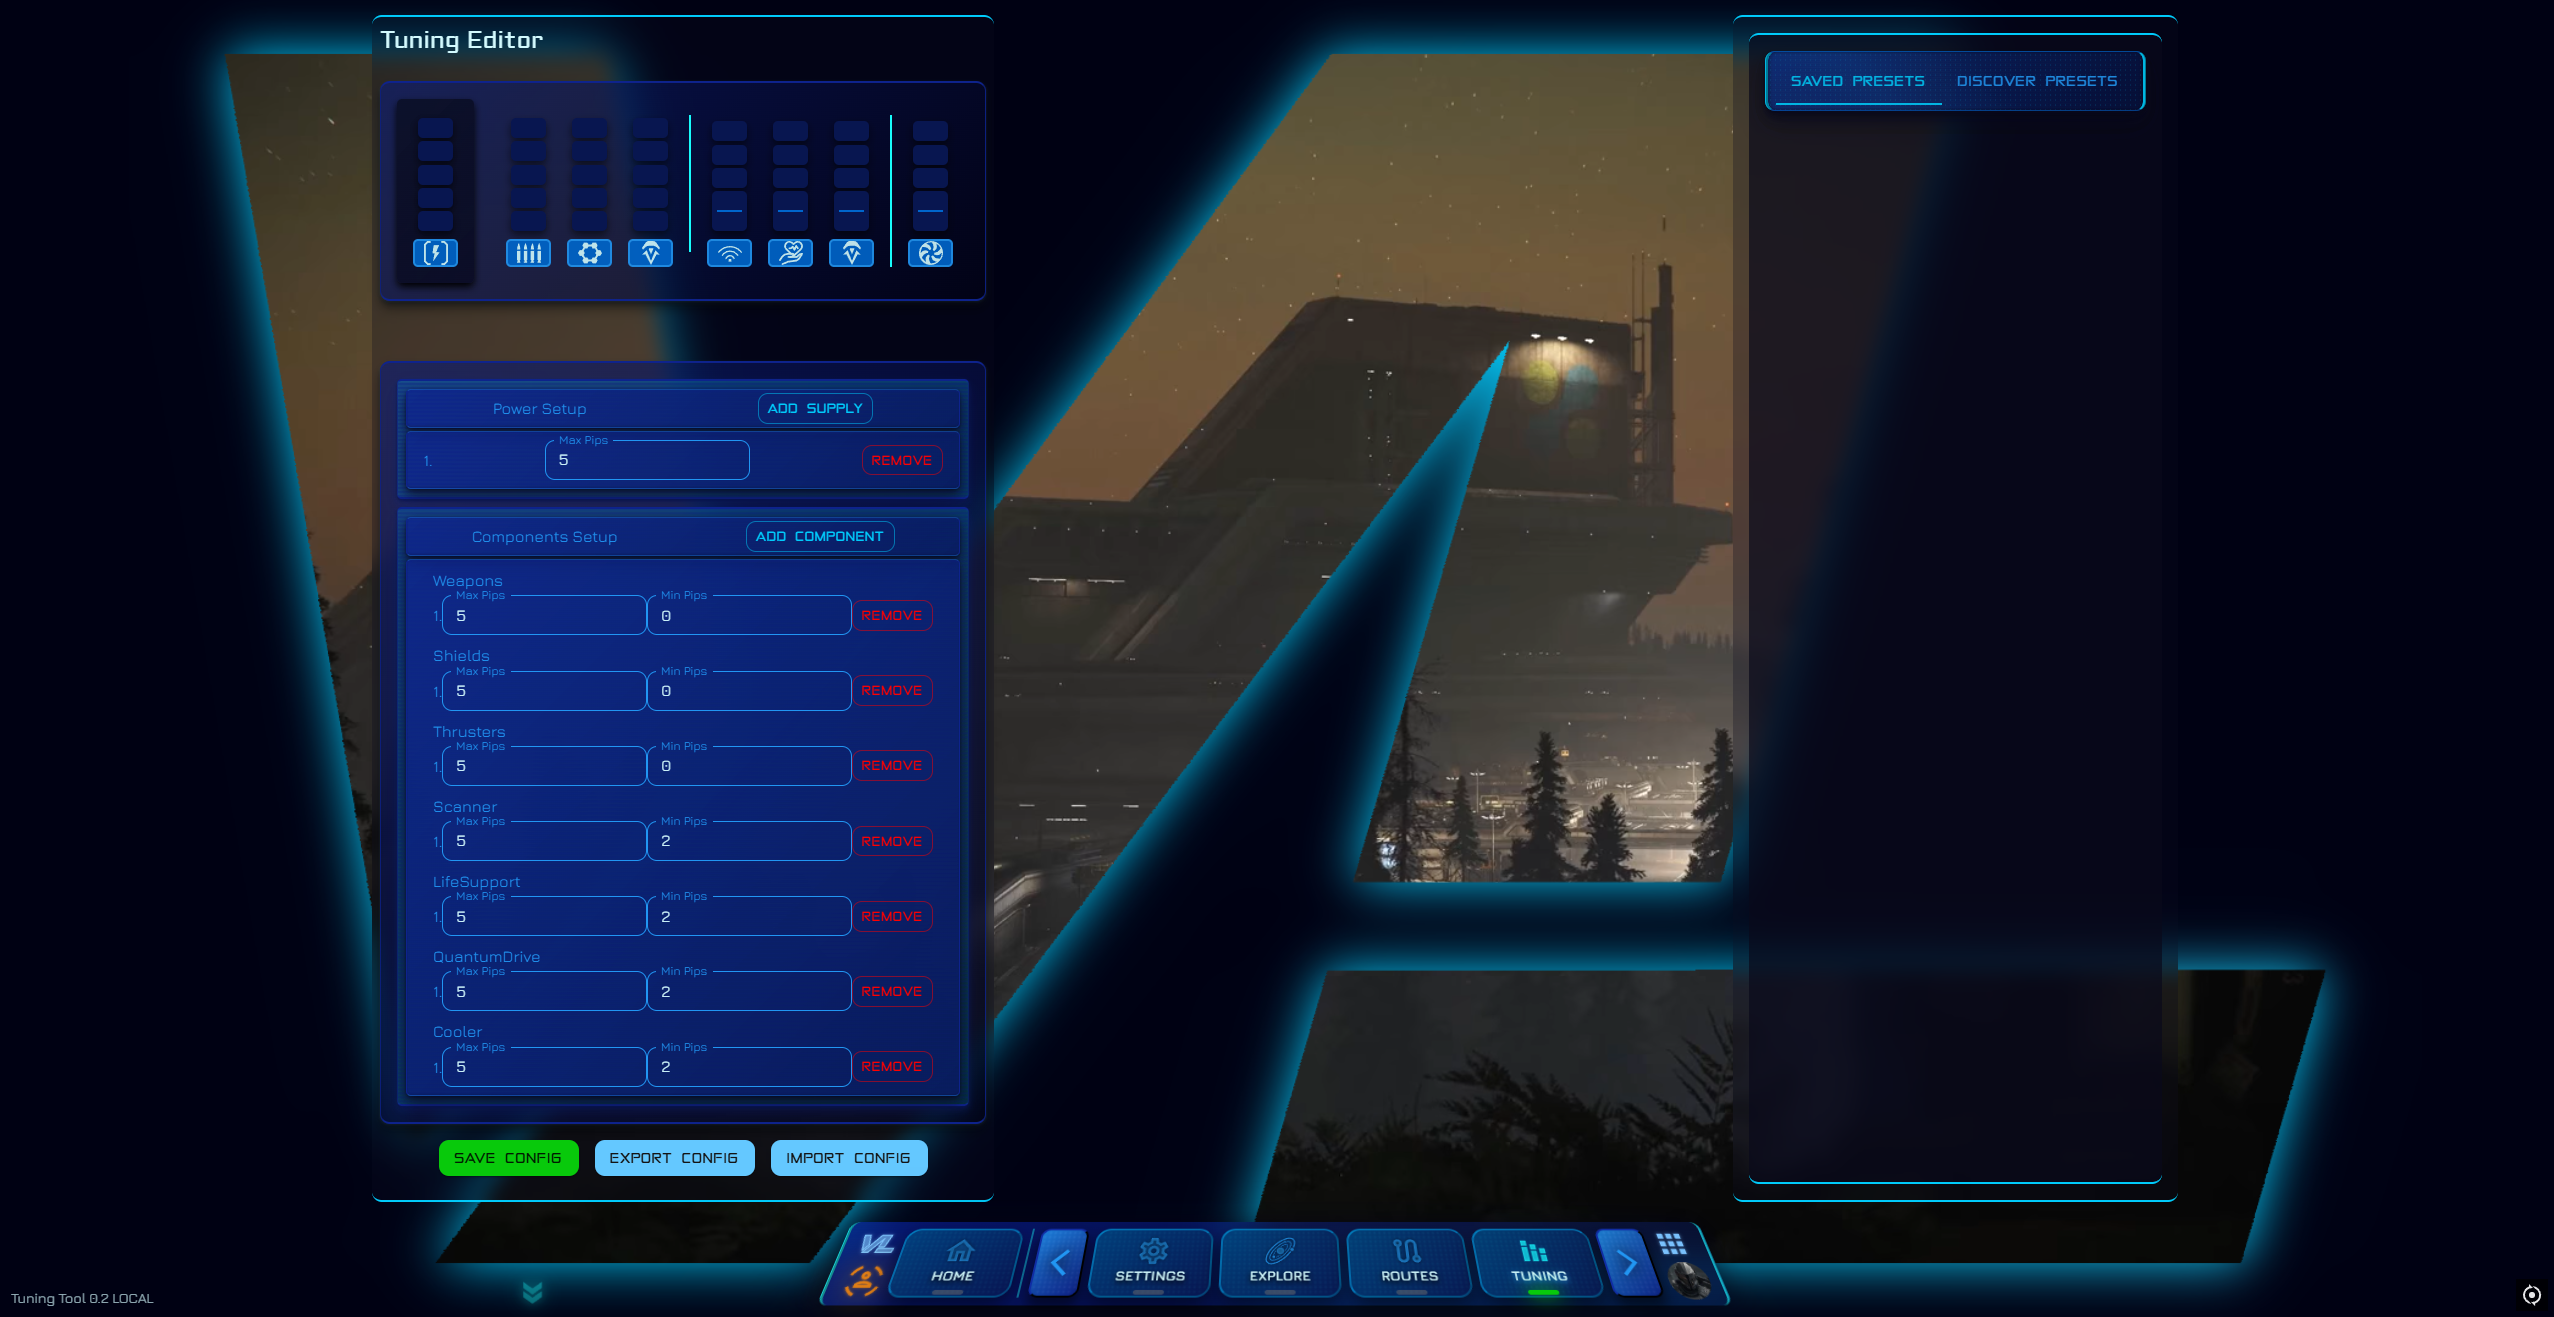 Tuning Editor
SAVED PRESETS DISCOVER PRESETS
Power Setup ADD SUPPLY
Max Pips
1. 5 REMOVE
Components Setup ADD COMPONENT
Weapons
Max Pips Min Pips
1. 5 0 REMOVE
Shields
Max Pips Min Pips
1. 5 0 REMOVE
Thrusters
Max Pips Min Pips
1. 5 0 REMOVE
Scanner
Max Pips Min Pips
1. 5 2 REMOVE
LifeSupport
Max Pips Min Pips
1. 5 2 REMOVE
QuantumDrive
Max Pips Min Pips
1. 5 2 REMOVE
Cooler
Max Pips Min Pips
1. 5 2 REMOVE
SAVE CONFIG EXPORT CONFIG IMPORT CONFIG
VL
HOME SETTINGS EXPLORE ROUTES TUNING
Tuning Tool 0.2 LOCAL